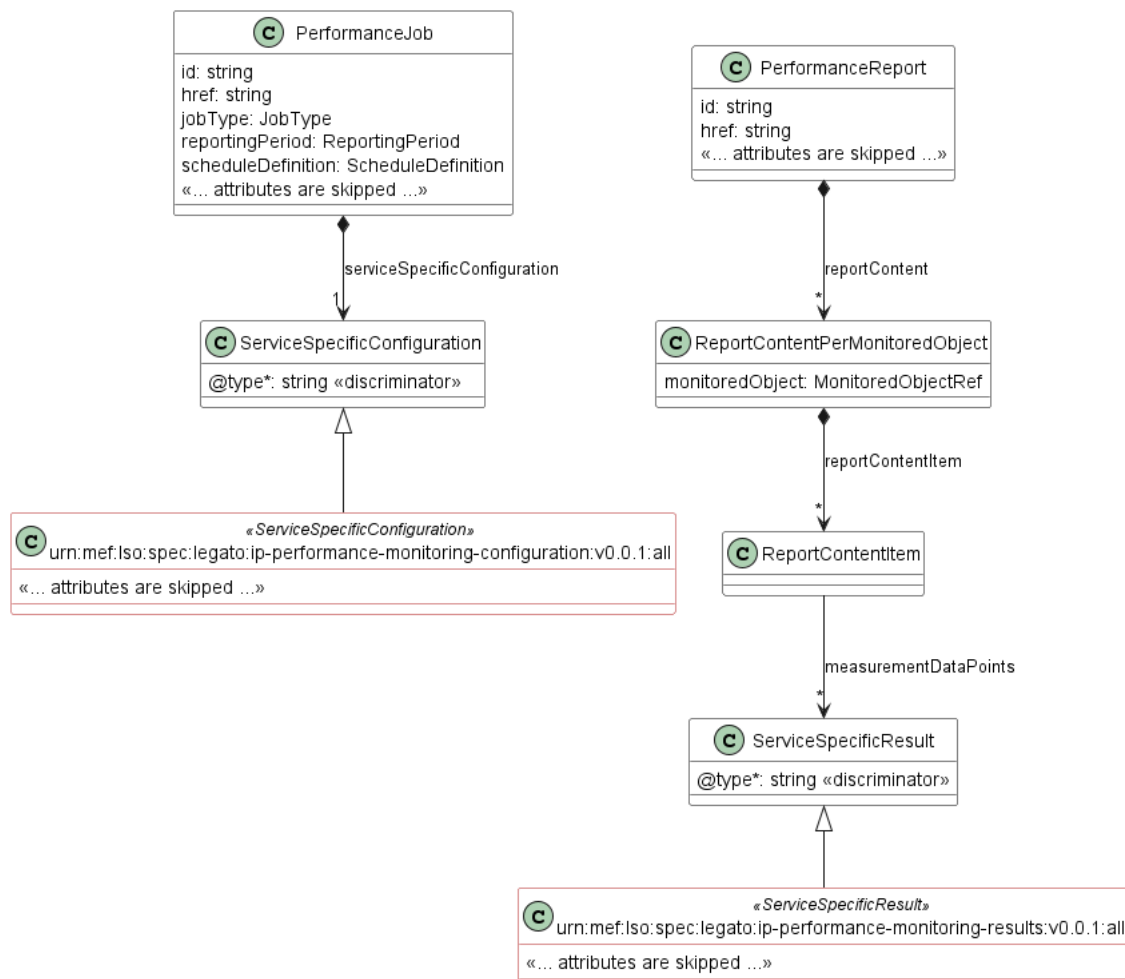 C PerformanceJob
id: string
href: string
jobType: JobType
reportingPeriod: ReportingPeriod
scheduleDefinition: ScheduleDefinition
«... attributes are skipped ...»
serviceSpecificConfiguration
1
C ServiceSpecificConfiguration
@type*: string «discriminator»
«ServiceSpecificConfiguration»
C urn:mef:lso:spec:legato:ip-performance-monitoring-configuration:v0.0.1:all
«... attributes are skipped ...»
C PerformanceReport
id: string
href: string
«... attributes are skipped ...»
reportContent
*
C ReportContentPerMonitoredObject
monitoredObject: MonitoredObjectRef
reportContentItem
*
C ReportContentItem
measurementDataPoints
*
C ServiceSpecificResult
@type*: string «discriminator»
«ServiceSpecificResult»
C urn:mef:lso:spec:legato:ip-performance-monitoring-results:v0.0.1:all
«... attributes are skipped ...»